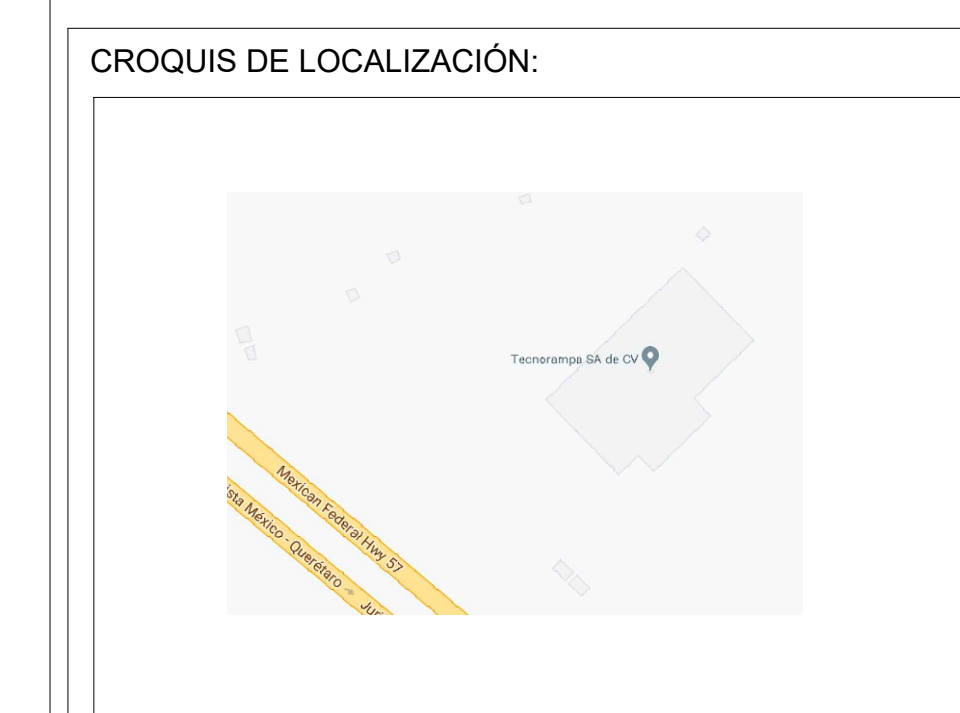 CROQUIS DE LOCALIZACIÓN:
Tecnorampa SA de CV
Mexican Federal Hwy 57
ista México - Querétaro